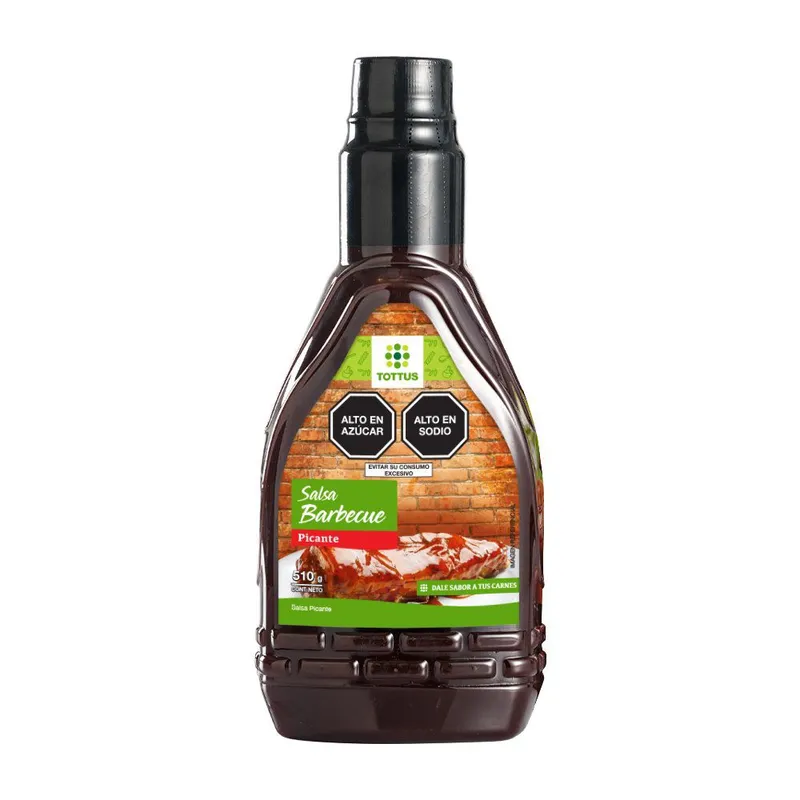 TOTTUS
ALTO EN
AZÚCAR
ALTO EN
SODIO
EVITAR SU CONSUMO
EXCESIVO
Salsa
Barbecue
Picante
510 g
CONT. NETO
DALE SABOR A TUS CARNES
Salsa Picante